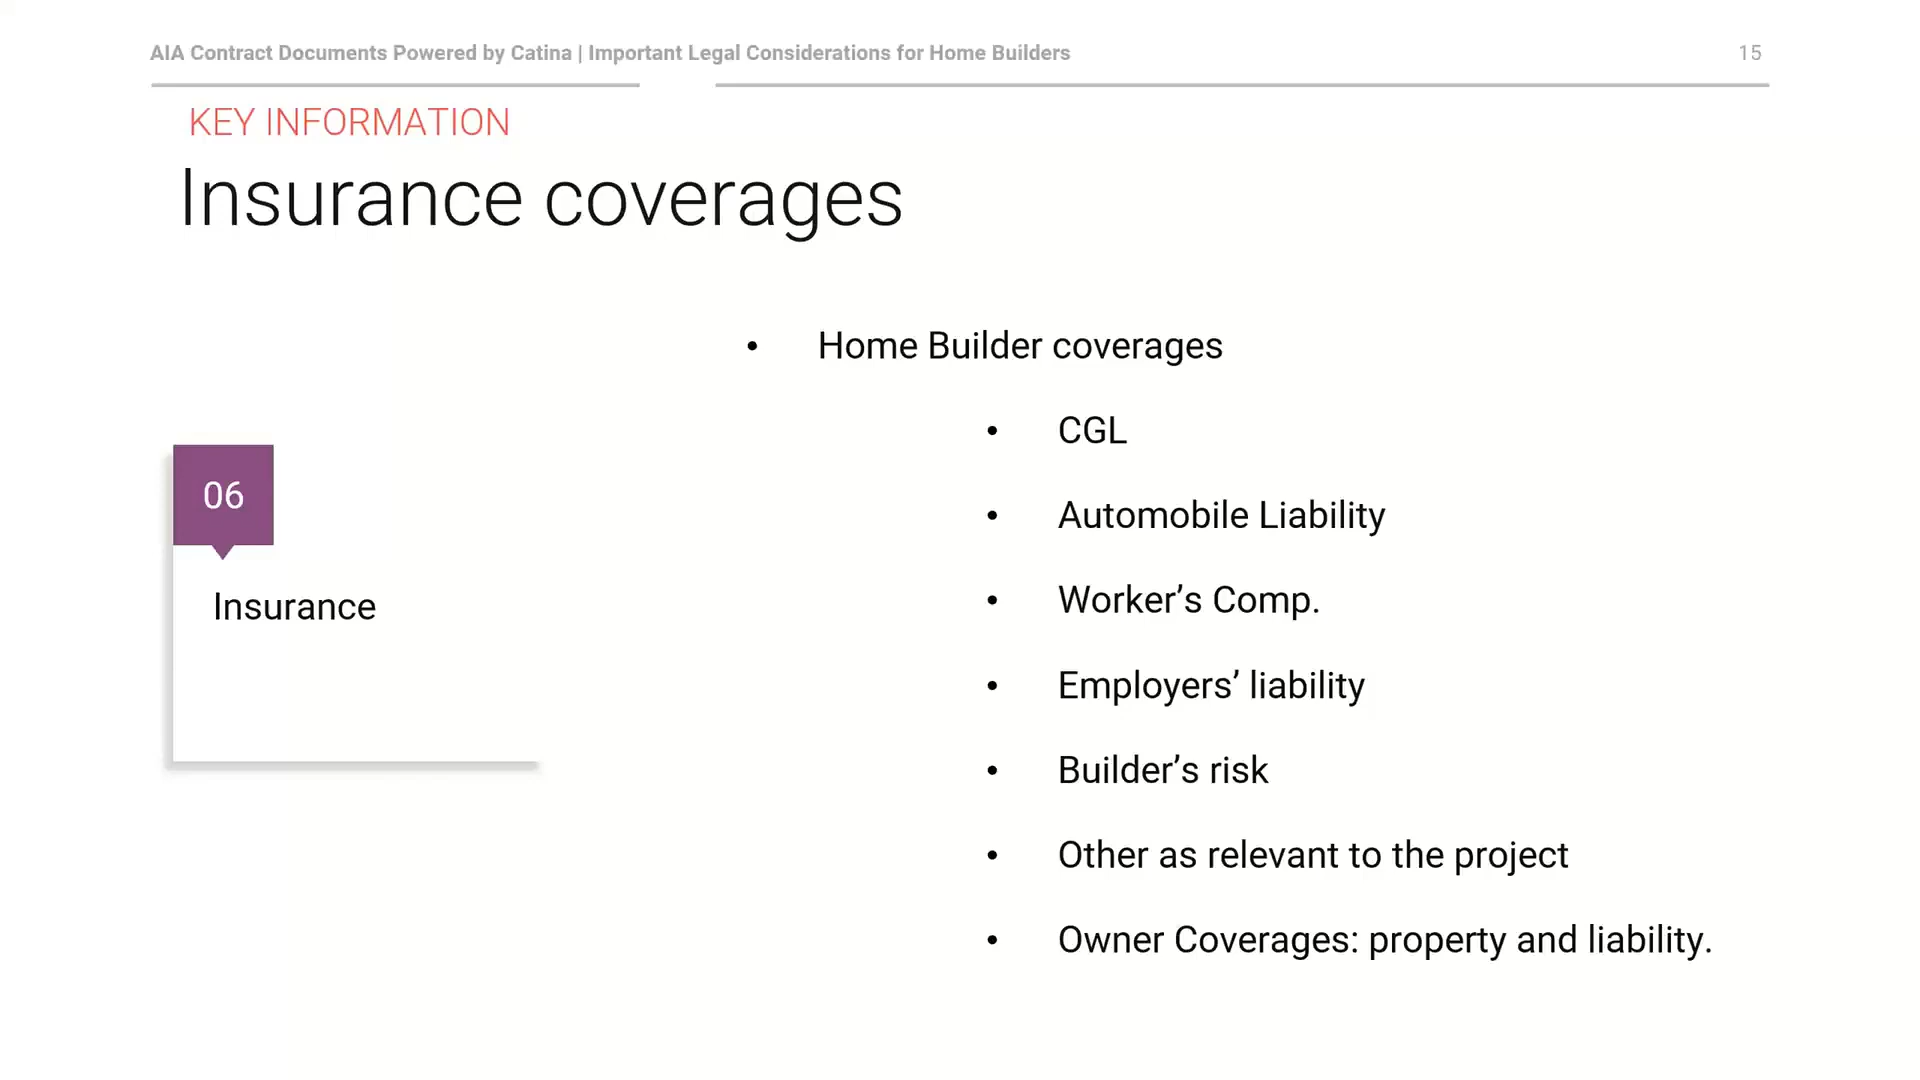 AIA Contract Documents Powered by Catina | Important Legal Considerations for Home Builders
15
KEY INFORMATION
Insurance coverages
• Home Builder coverages
• CGL
• Automobile Liability
• Worker’s Comp.
• Employers’ liability
• Builder’s risk
• Other as relevant to the project
• Owner Coverages: property and liability.
06
Insurance